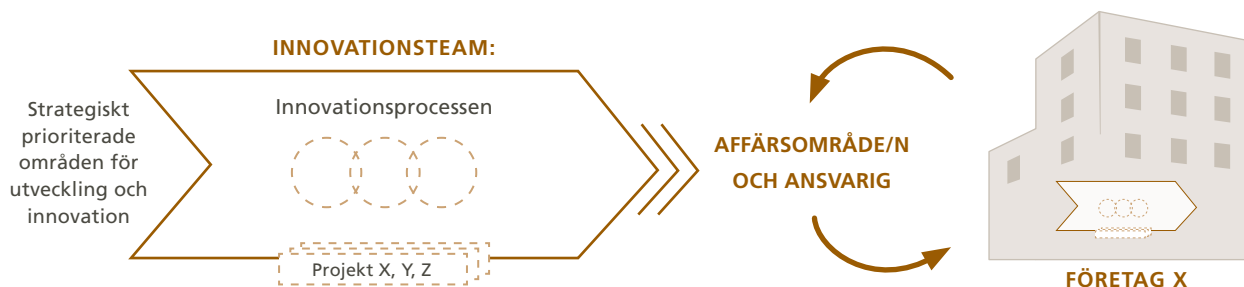 INNOVATIONSTEAM:
Strategiskt
prioriterade
områden för
utveckling och
innovation
Innovationsprocessen
Projekt X, Y, Z
AFFÄRSOMRÅDE/N
OCH ANSVARIG
FÖRETAG X